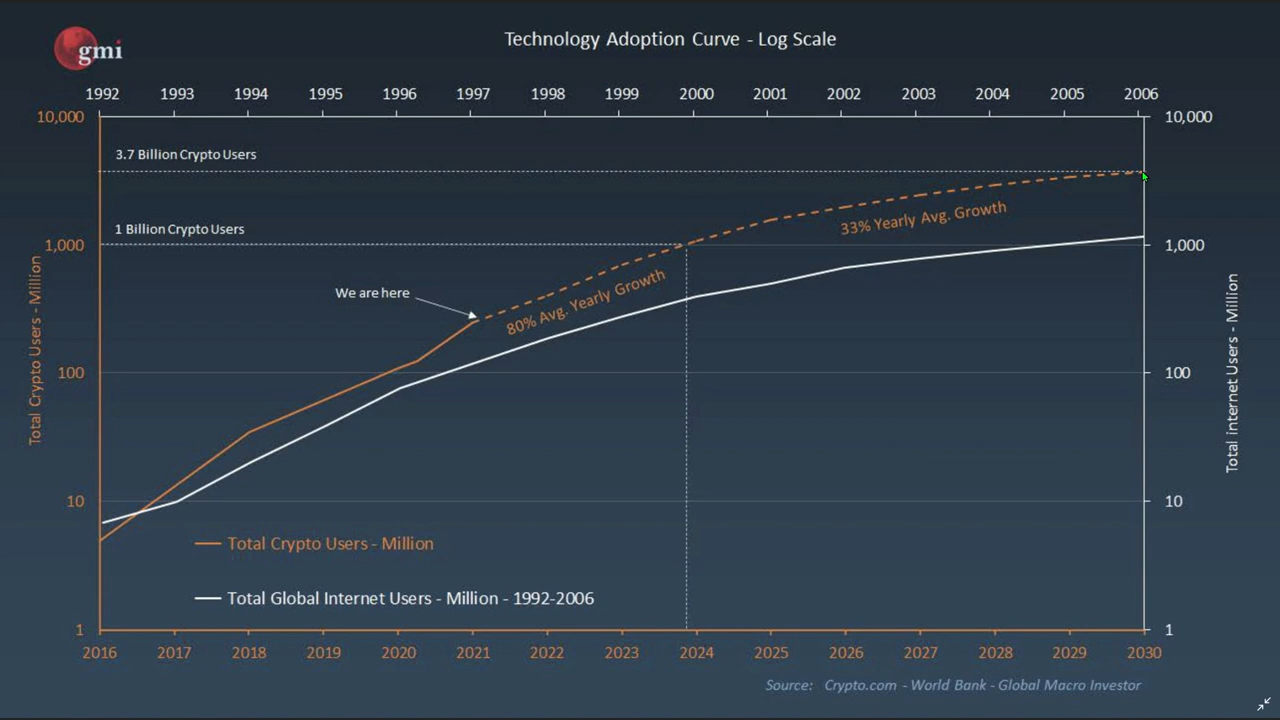 gmi
Technology Adoption Curve - Log Scale
1992 1993 1994 1995 1996 1997 1998 1999 2000 2001 2002 2003 2004 2005 2006
10,000 10,000
3.7 Billion Crypto Users
33% Yearly Avg. Growth
1 Billion Crypto Users
1,000 1,000
We are here
80% Avg. Yearly Growth
Total Crypto Users - Million
Total internet Users - Million
100 100
10 10
Total Crypto Users - Million
Total Global Internet Users - Million - 1992-2006
1 1
2016 2017 2018 2019 2020 2021 2022 2023 2024 2025 2026 2027 2028 2029 2030
Source: Crypto.com - World Bank - Global Macro Investor